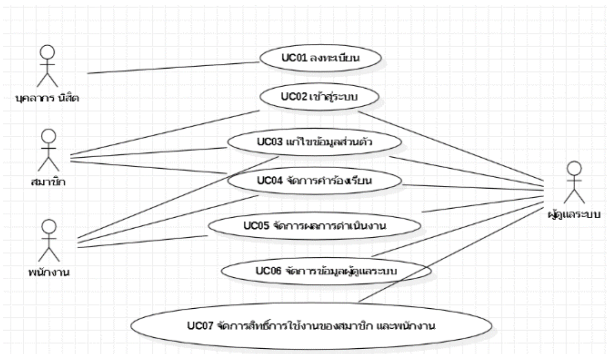 UC01 ลงทะเบียน
บุคลากร นิสิต
UC02 เข้าสู่ระบบ
UC03 แก้ไขข้อมูลส่วนตัว
สมาชิก
UC04 จัดการคำร้องเรียน
ผู้ดูแลระบบ
UC05 จัดการผลการดำเนินงาน
พนักงาน
UC06 จัดการข้อมูลผู้ดูแลระบบ
UC07 จัดการสิทธิ์การใช้งานของสมาชิก และพนักงาน